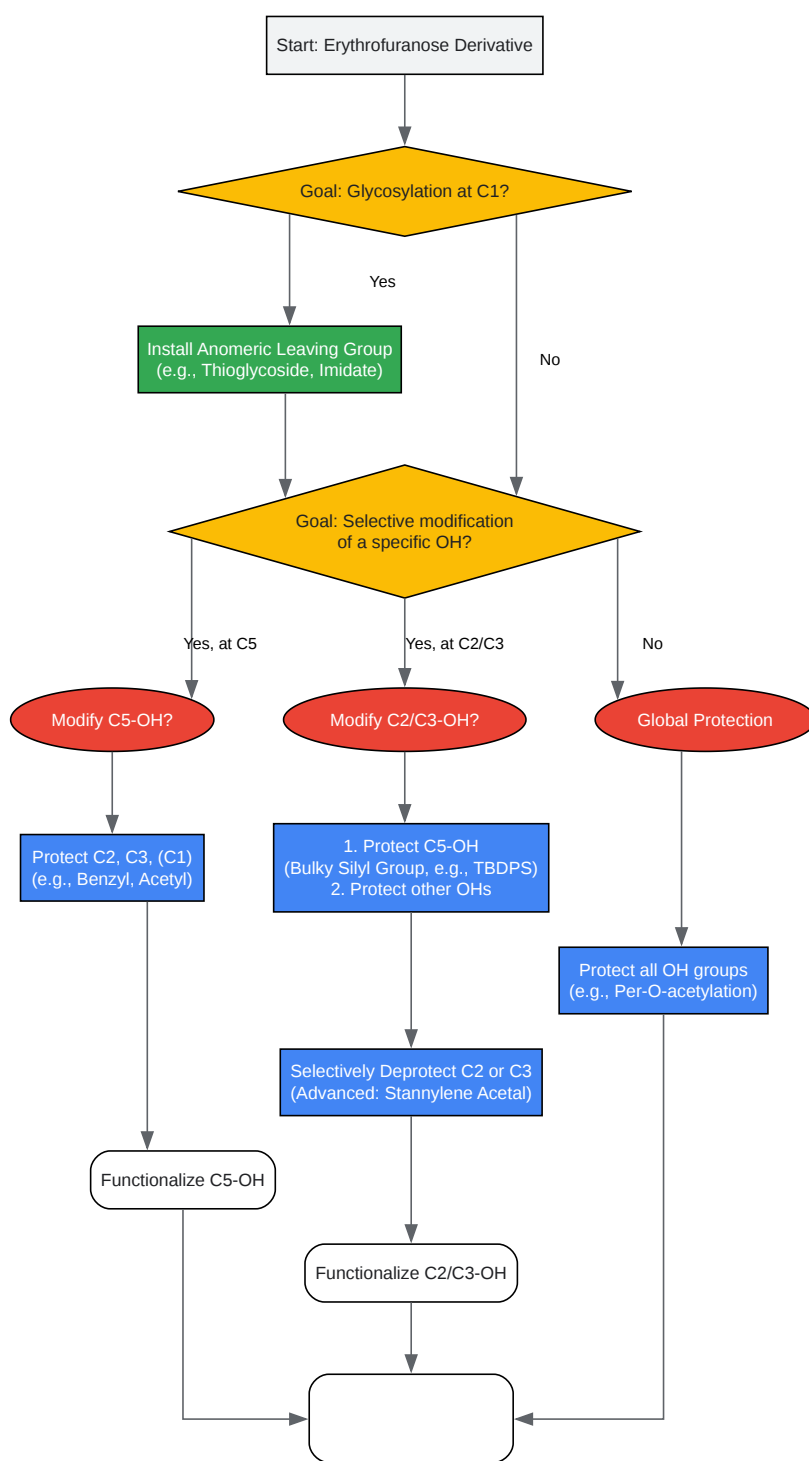 Start: Erythrofuranose Derivative
Goal: Glycosylation at C1?
Yes
Install Anomeric Leaving Group
(e.g., Thioglycoside, Imidate)
No
Goal: Selective modification
of a specific OH?
Yes, at C5
Yes, at C2/C3
No
Modify C5-OH?
Modify C2/C3-OH?
Global Protection
Protect C2, C3, (C1)
(e.g., Benzyl, Acetyl)
1. Protect C5-OH
(Bulky Silyl Group, e.g., TBDPS)
2. Protect other OHs
Protect all OH groups
(e.g., Per-O-acetylation)
Selectively Deprotect C2 or C3
(Advanced: Stannylene Acetal)
Functionalize C5-OH
Functionalize C2/C3-OH